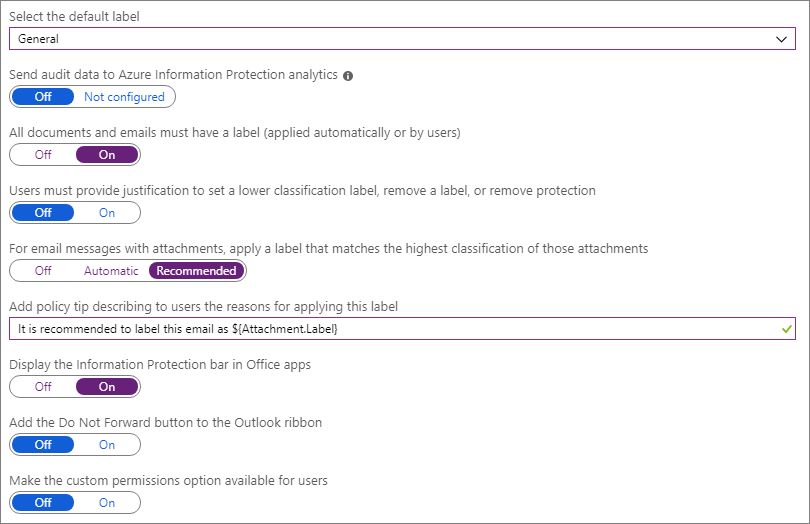 Select the default label
General
Send audit data to Azure Information Protection analytics
Off Not configured
All documents and emails must have a label (applied automatically or by users)
Off On
Users must provide justification to set a lower classification label, remove a label, or remove protection
Off On
For email messages with attachments, apply a label that matches the highest classification of those attachments
Off Automatic Recommended
Add policy tip describing to users the reasons for applying this label
It is recommended to label this email as ${Attachment.Label}
Display the Information Protection bar in Office apps
Off On
Add the Do Not Forward button to the Outlook ribbon
Off On
Make the custom permissions option available for users
Off On